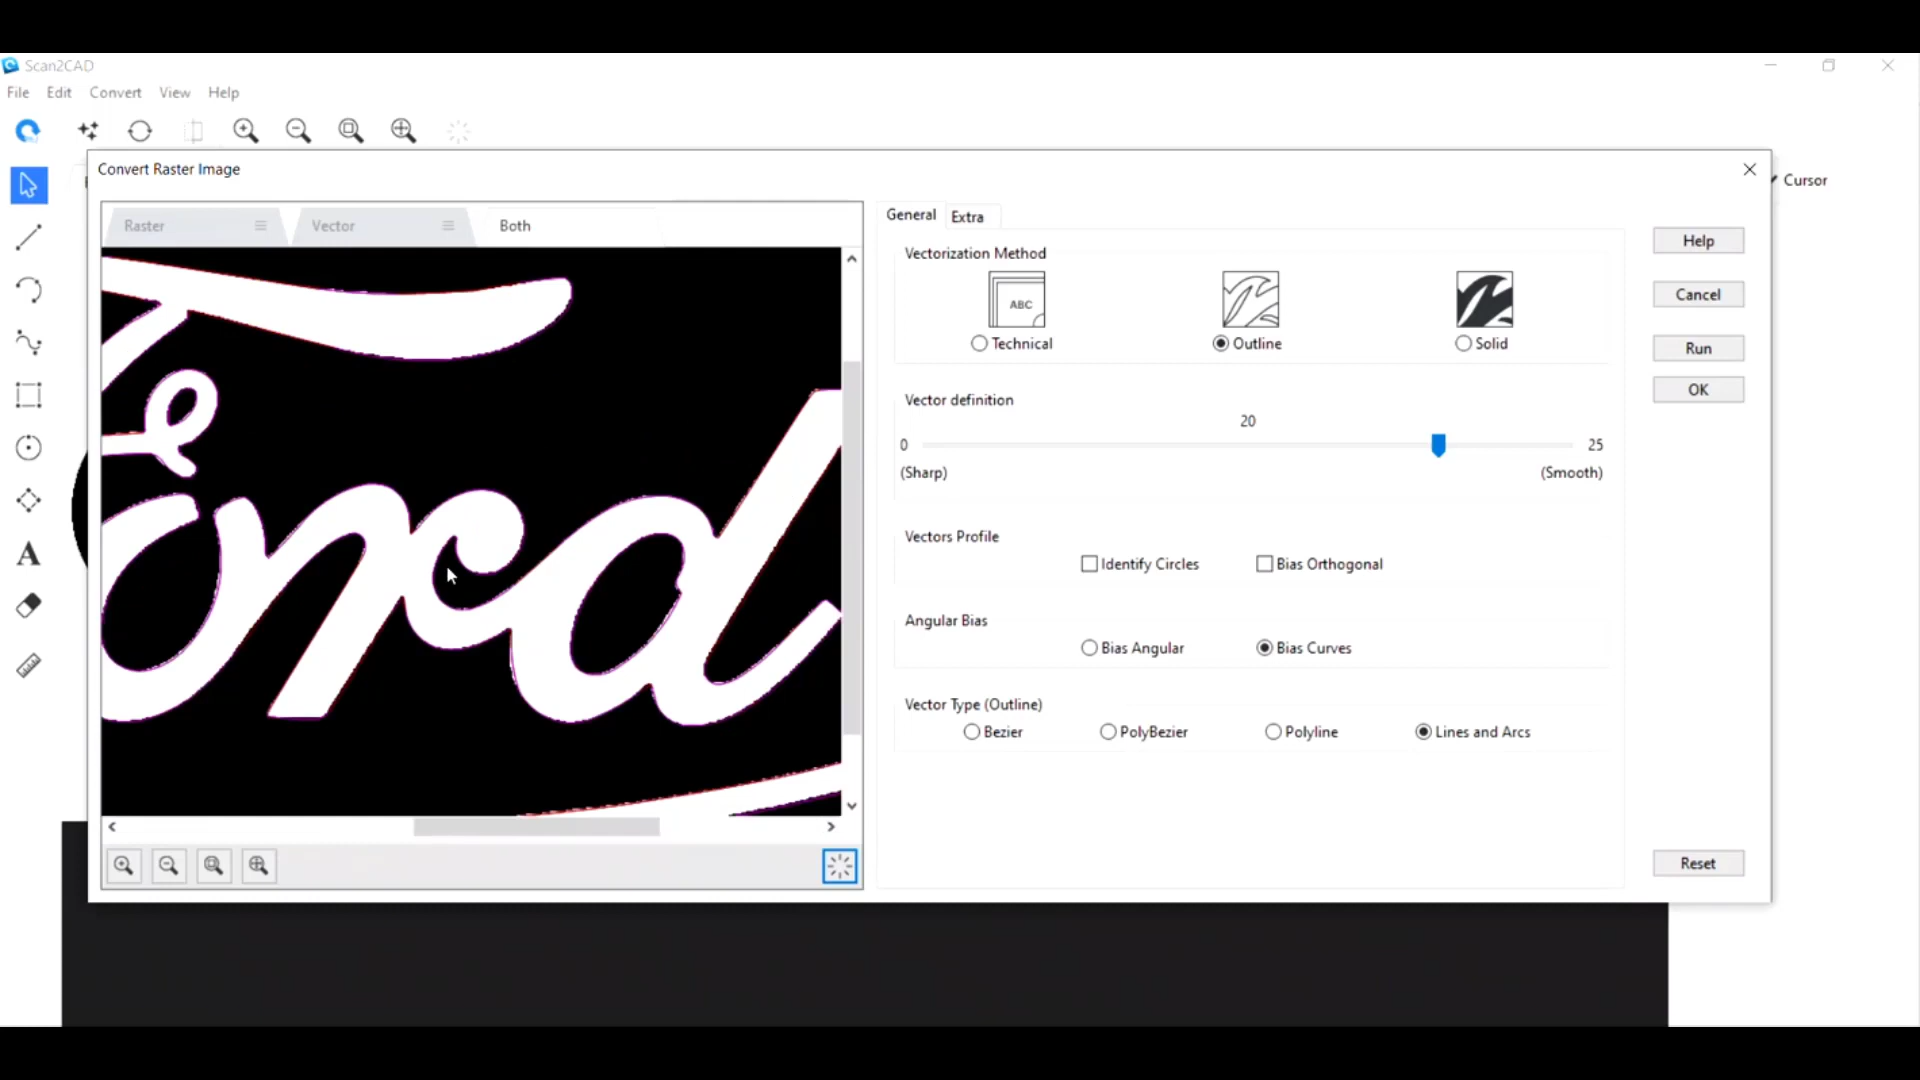 Scan2CAD
File Edit Convert View Help
Convert Raster Image
Cursor
Raster Vector Both
General Extra
Help
Vectorization Method
ABC
Technical Outline Solid
Cancel
Run
OK
Vector definition
20
0 25
(Sharp) (Smooth)
Vectors Profile
Identify Circles Bias Orthogonal
Angular Bias
Bias Angular Bias Curves
Vector Type (Outline)
Bezier PolyBezier Polyline Lines and Arcs
Reset
A
Ford